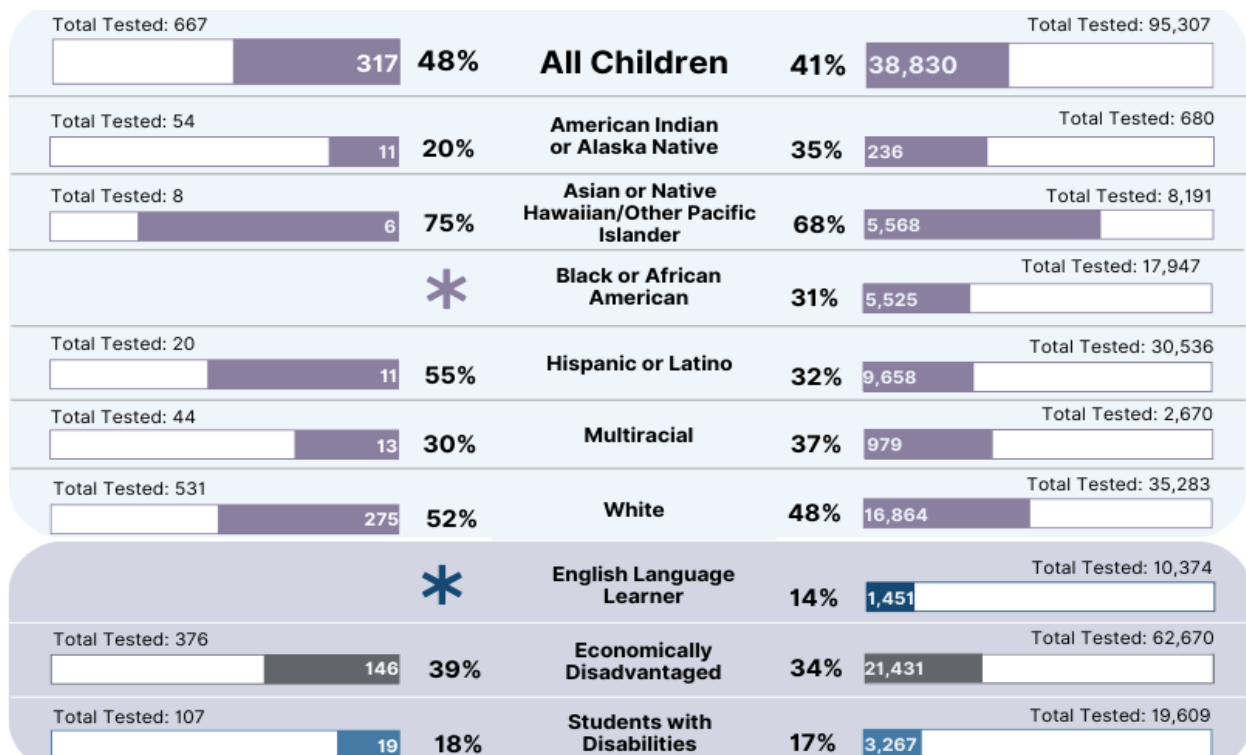 Total Tested: 667
317 48% All Children 41% 38,830
Total Tested: 95,307
Total Tested: 54
11 20% American Indian
or Alaska Native 35% 236
Total Tested: 680
Total Tested: 8
6 75% Asian or Native
Hawaiian/Other Pacific
Islander 68% 5,568
Total Tested: 8,191
* Black or African
American 31% 5,525
Total Tested: 17,947
Total Tested: 20
11 55% Hispanic or Latino 32% 9,658
Total Tested: 30,536
Total Tested: 44
13 30% Multiracial 37% 979
Total Tested: 2,670
Total Tested: 531
275 52% White 48% 16,864
Total Tested: 35,283
* English Language
Learner 14% 1,451
Total Tested: 10,374
Total Tested: 376
146 39% Economically
Disadvantaged 34% 21,431
Total Tested: 62,670
Total Tested: 107
19 18% Students with
Disabilities 17% 3,267
Total Tested: 19,609